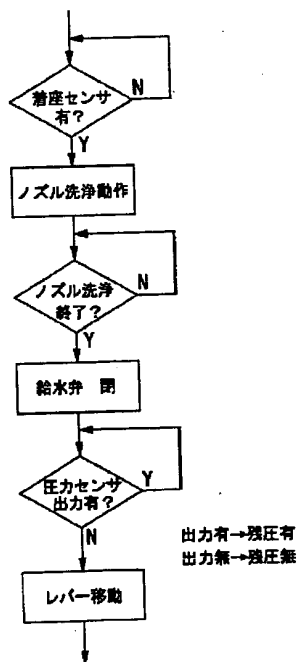 着座センサ
有?
N
Y
ノズル洗浄動作
ノズル洗浄
終了?
N
Y
給水弁 閉
圧力センサ
出力有?
Y
N
出力有→残圧有
出力無→残圧無
レバー移動